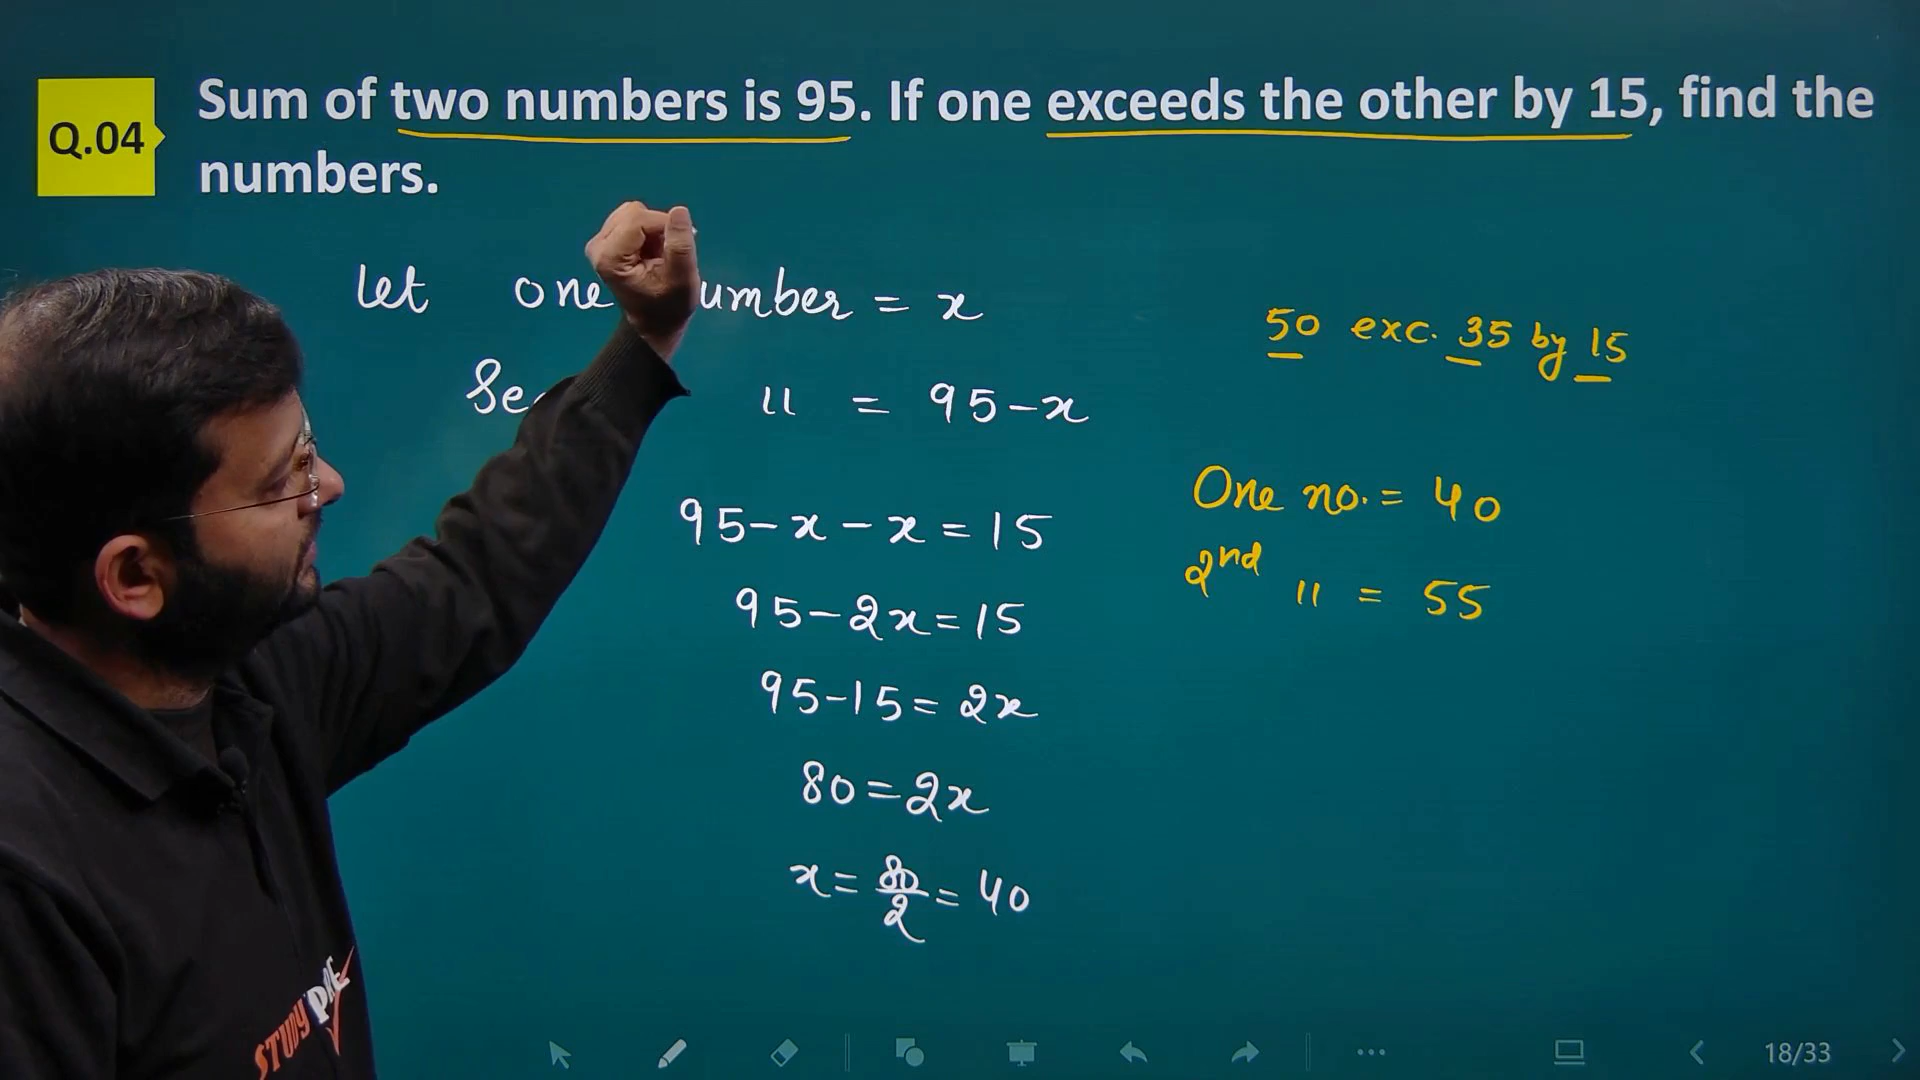 Q.04
Sum of two numbers is 95. If one exceeds the other by 15, find the
numbers.
Let one umber = x
Se 11 = 95-x
95-x-x=15
95-2x=15
95-15=2x
80=2x
x=80/2=40
50 exc. 35 by 15
One no. = 40
2nd 11 = 55
STUDY
18/33